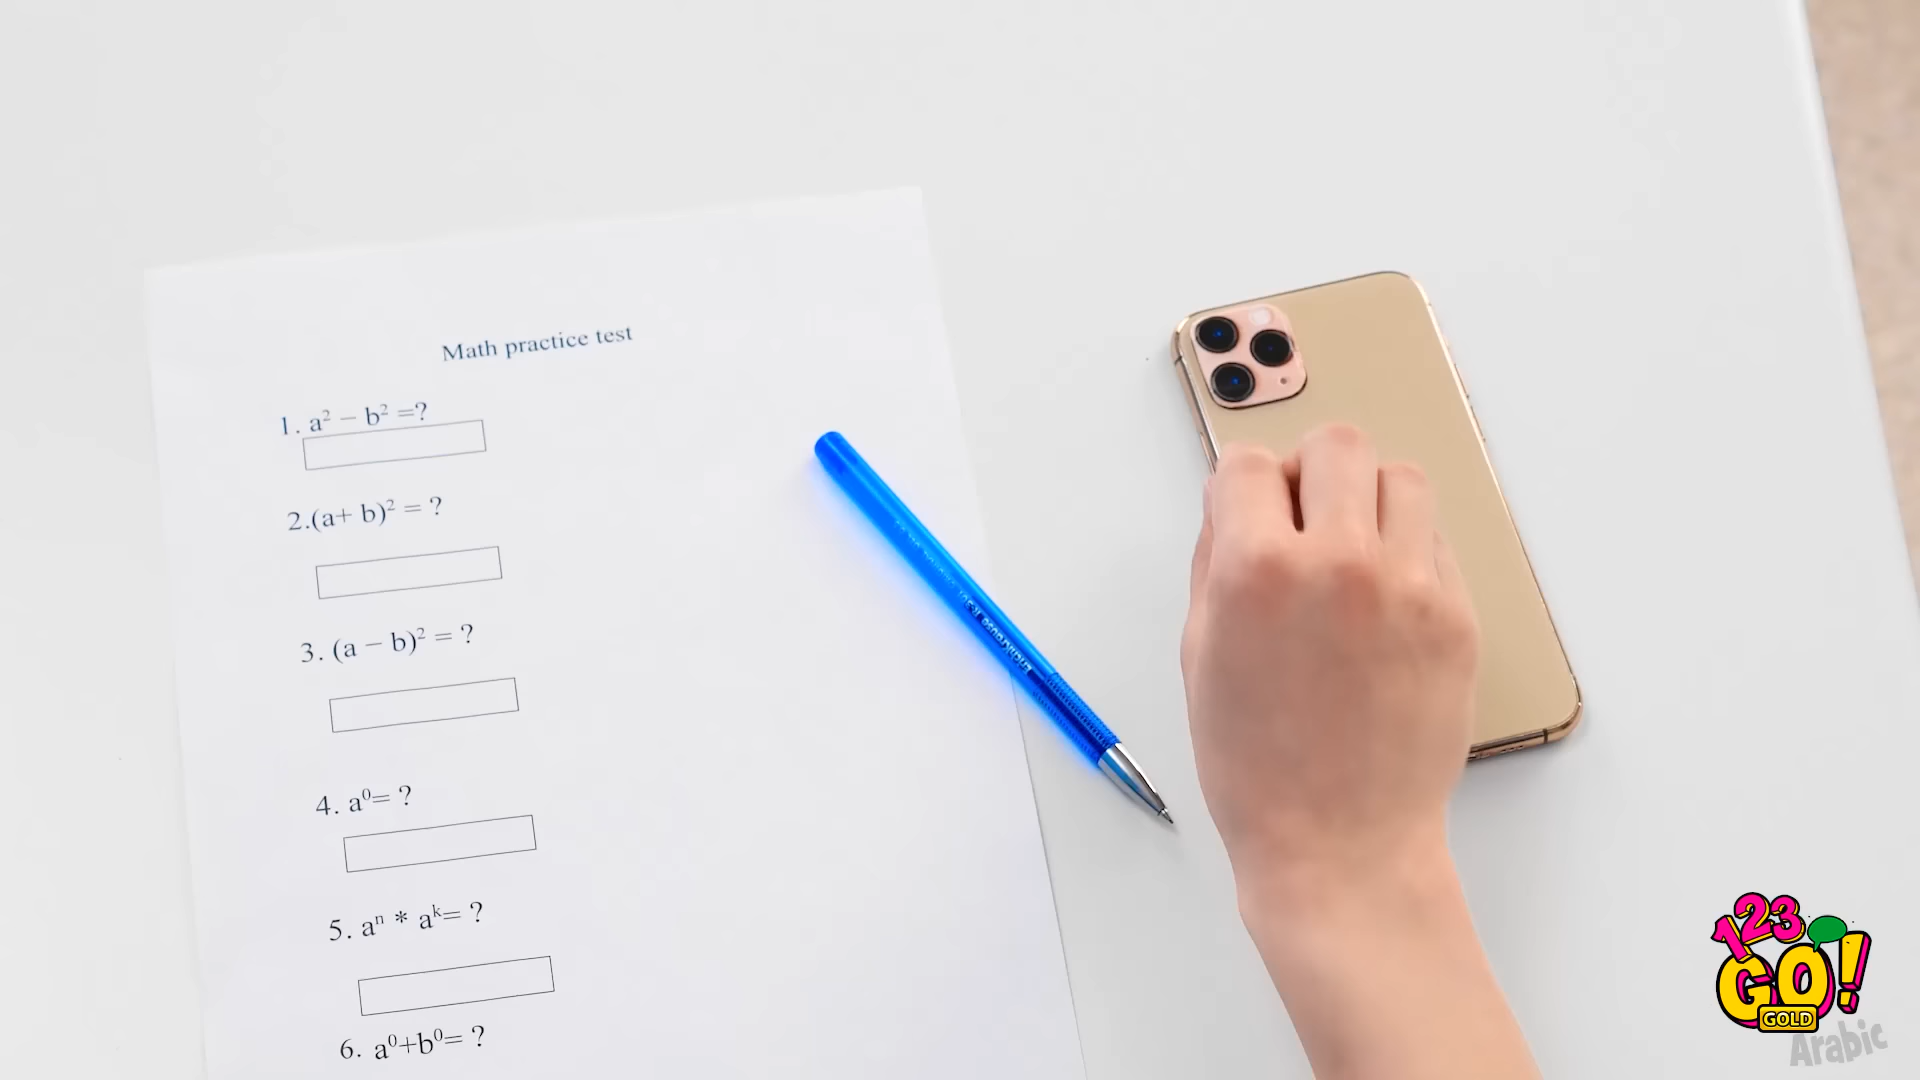 Math practice test
1. a² − b² =?
2.(a+ b)² = ?
3. (a − b)² = ?
4. a⁰= ?
5. aⁿ * aᵏ= ?
6. a⁰+b⁰= ?
123
GO!
GOLD
Arabic